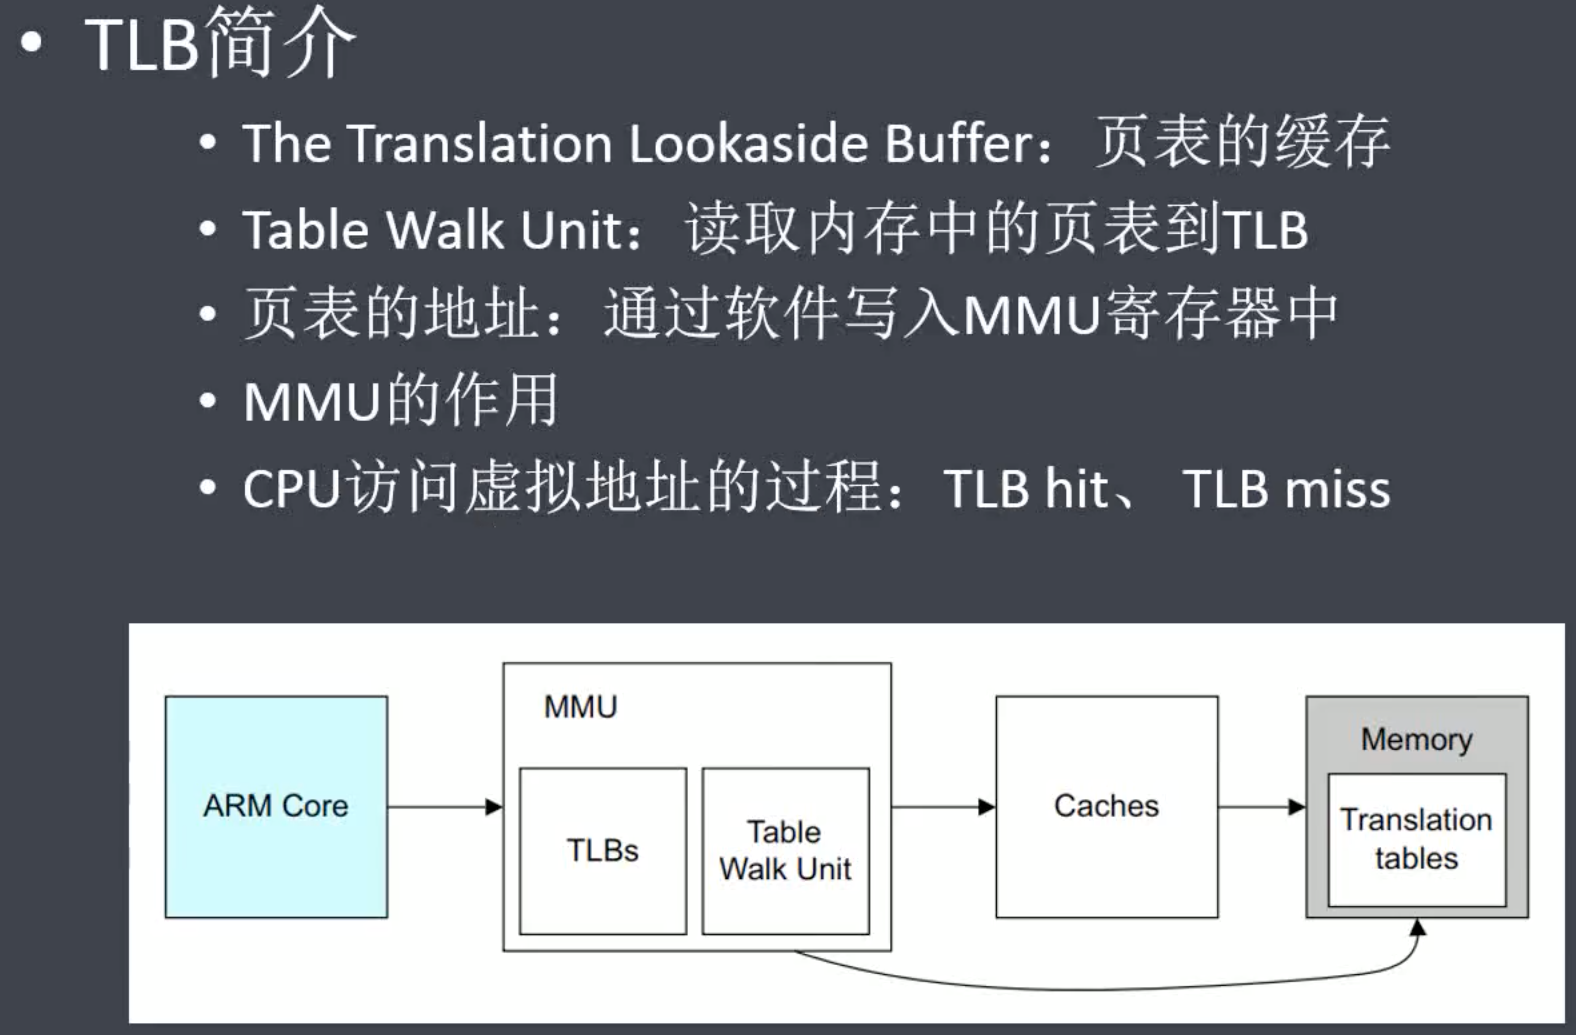 • TLB简介
• The Translation Lookaside Buffer：页表的缓存
• Table Walk Unit：读取内存中的页表到TLB
• 页表的地址：通过软件写入MMU寄存器中
• MMU的作用
• CPU访问虚拟地址的过程：TLB hit、 TLB miss
ARM Core
MMU
TLBs
Table
Walk Unit
Caches
Memory
Translation
tables